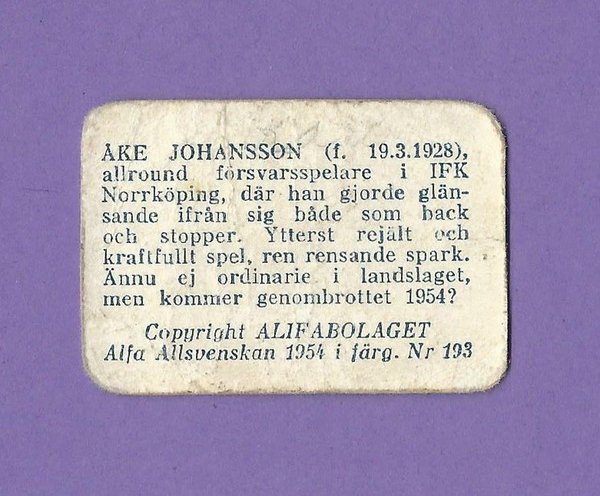 ÅKE JOHANSSON (f. 19.3.1928),
allround försvarsspelare i IFK
Norrköping, där han gjorde glän-
sande ifrån sig både som back
och stopper. Ytterst rejält och
kraftfullt spel, ren rensande spark.
Ännu ej ordinarie i landslaget,
men kommer genombrottet 1954?
Copyright ALIFABOLAGET
Alfa Allsvenskan 1954 i färg. Nr 193